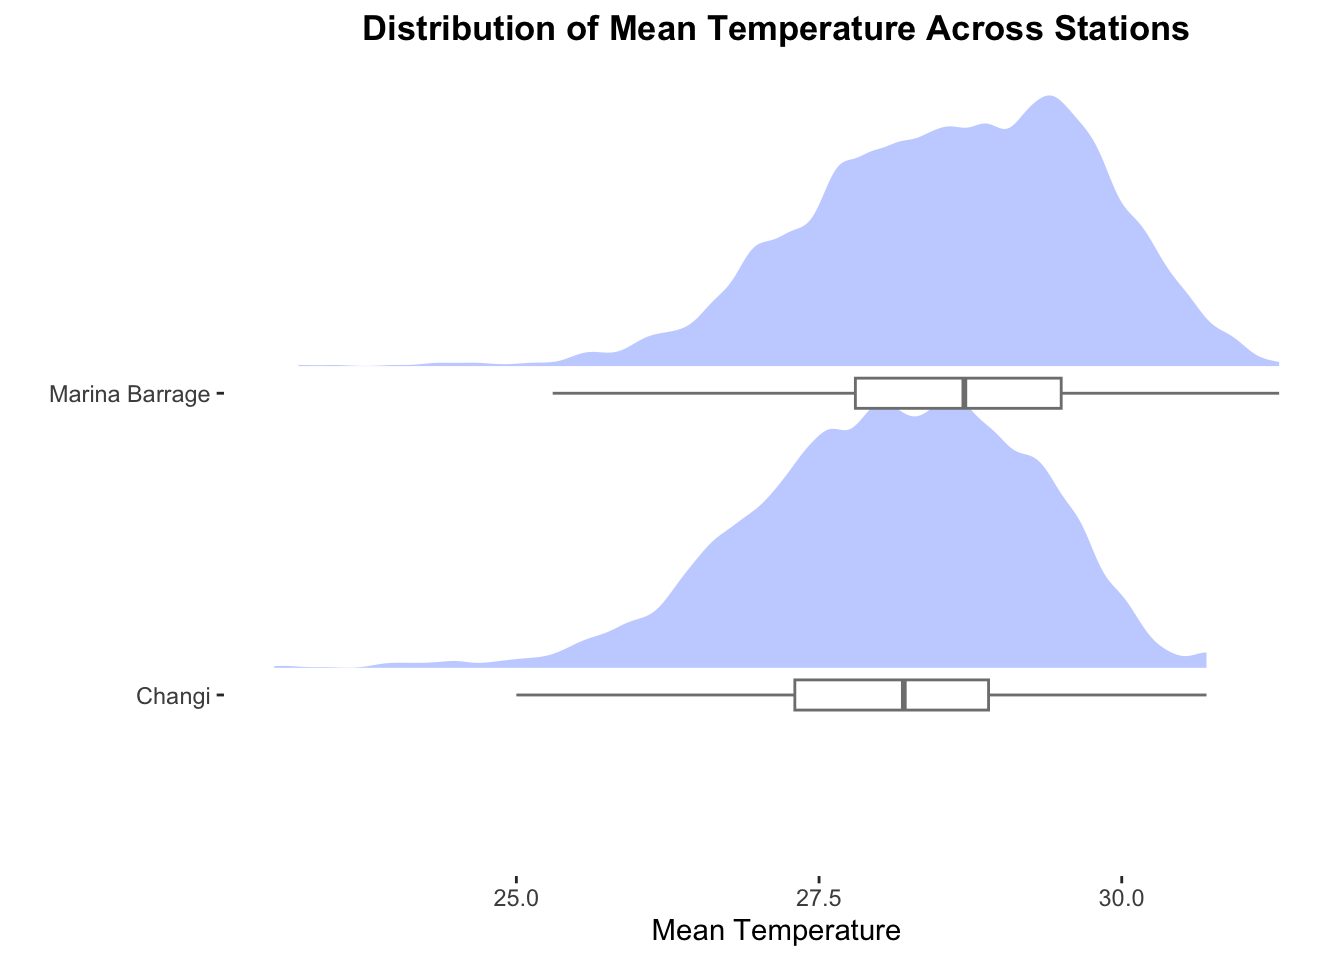 Distribution of Mean Temperature Across Stations
Marina Barrage
Changi
25.0 27.5 30.0
Mean Temperature